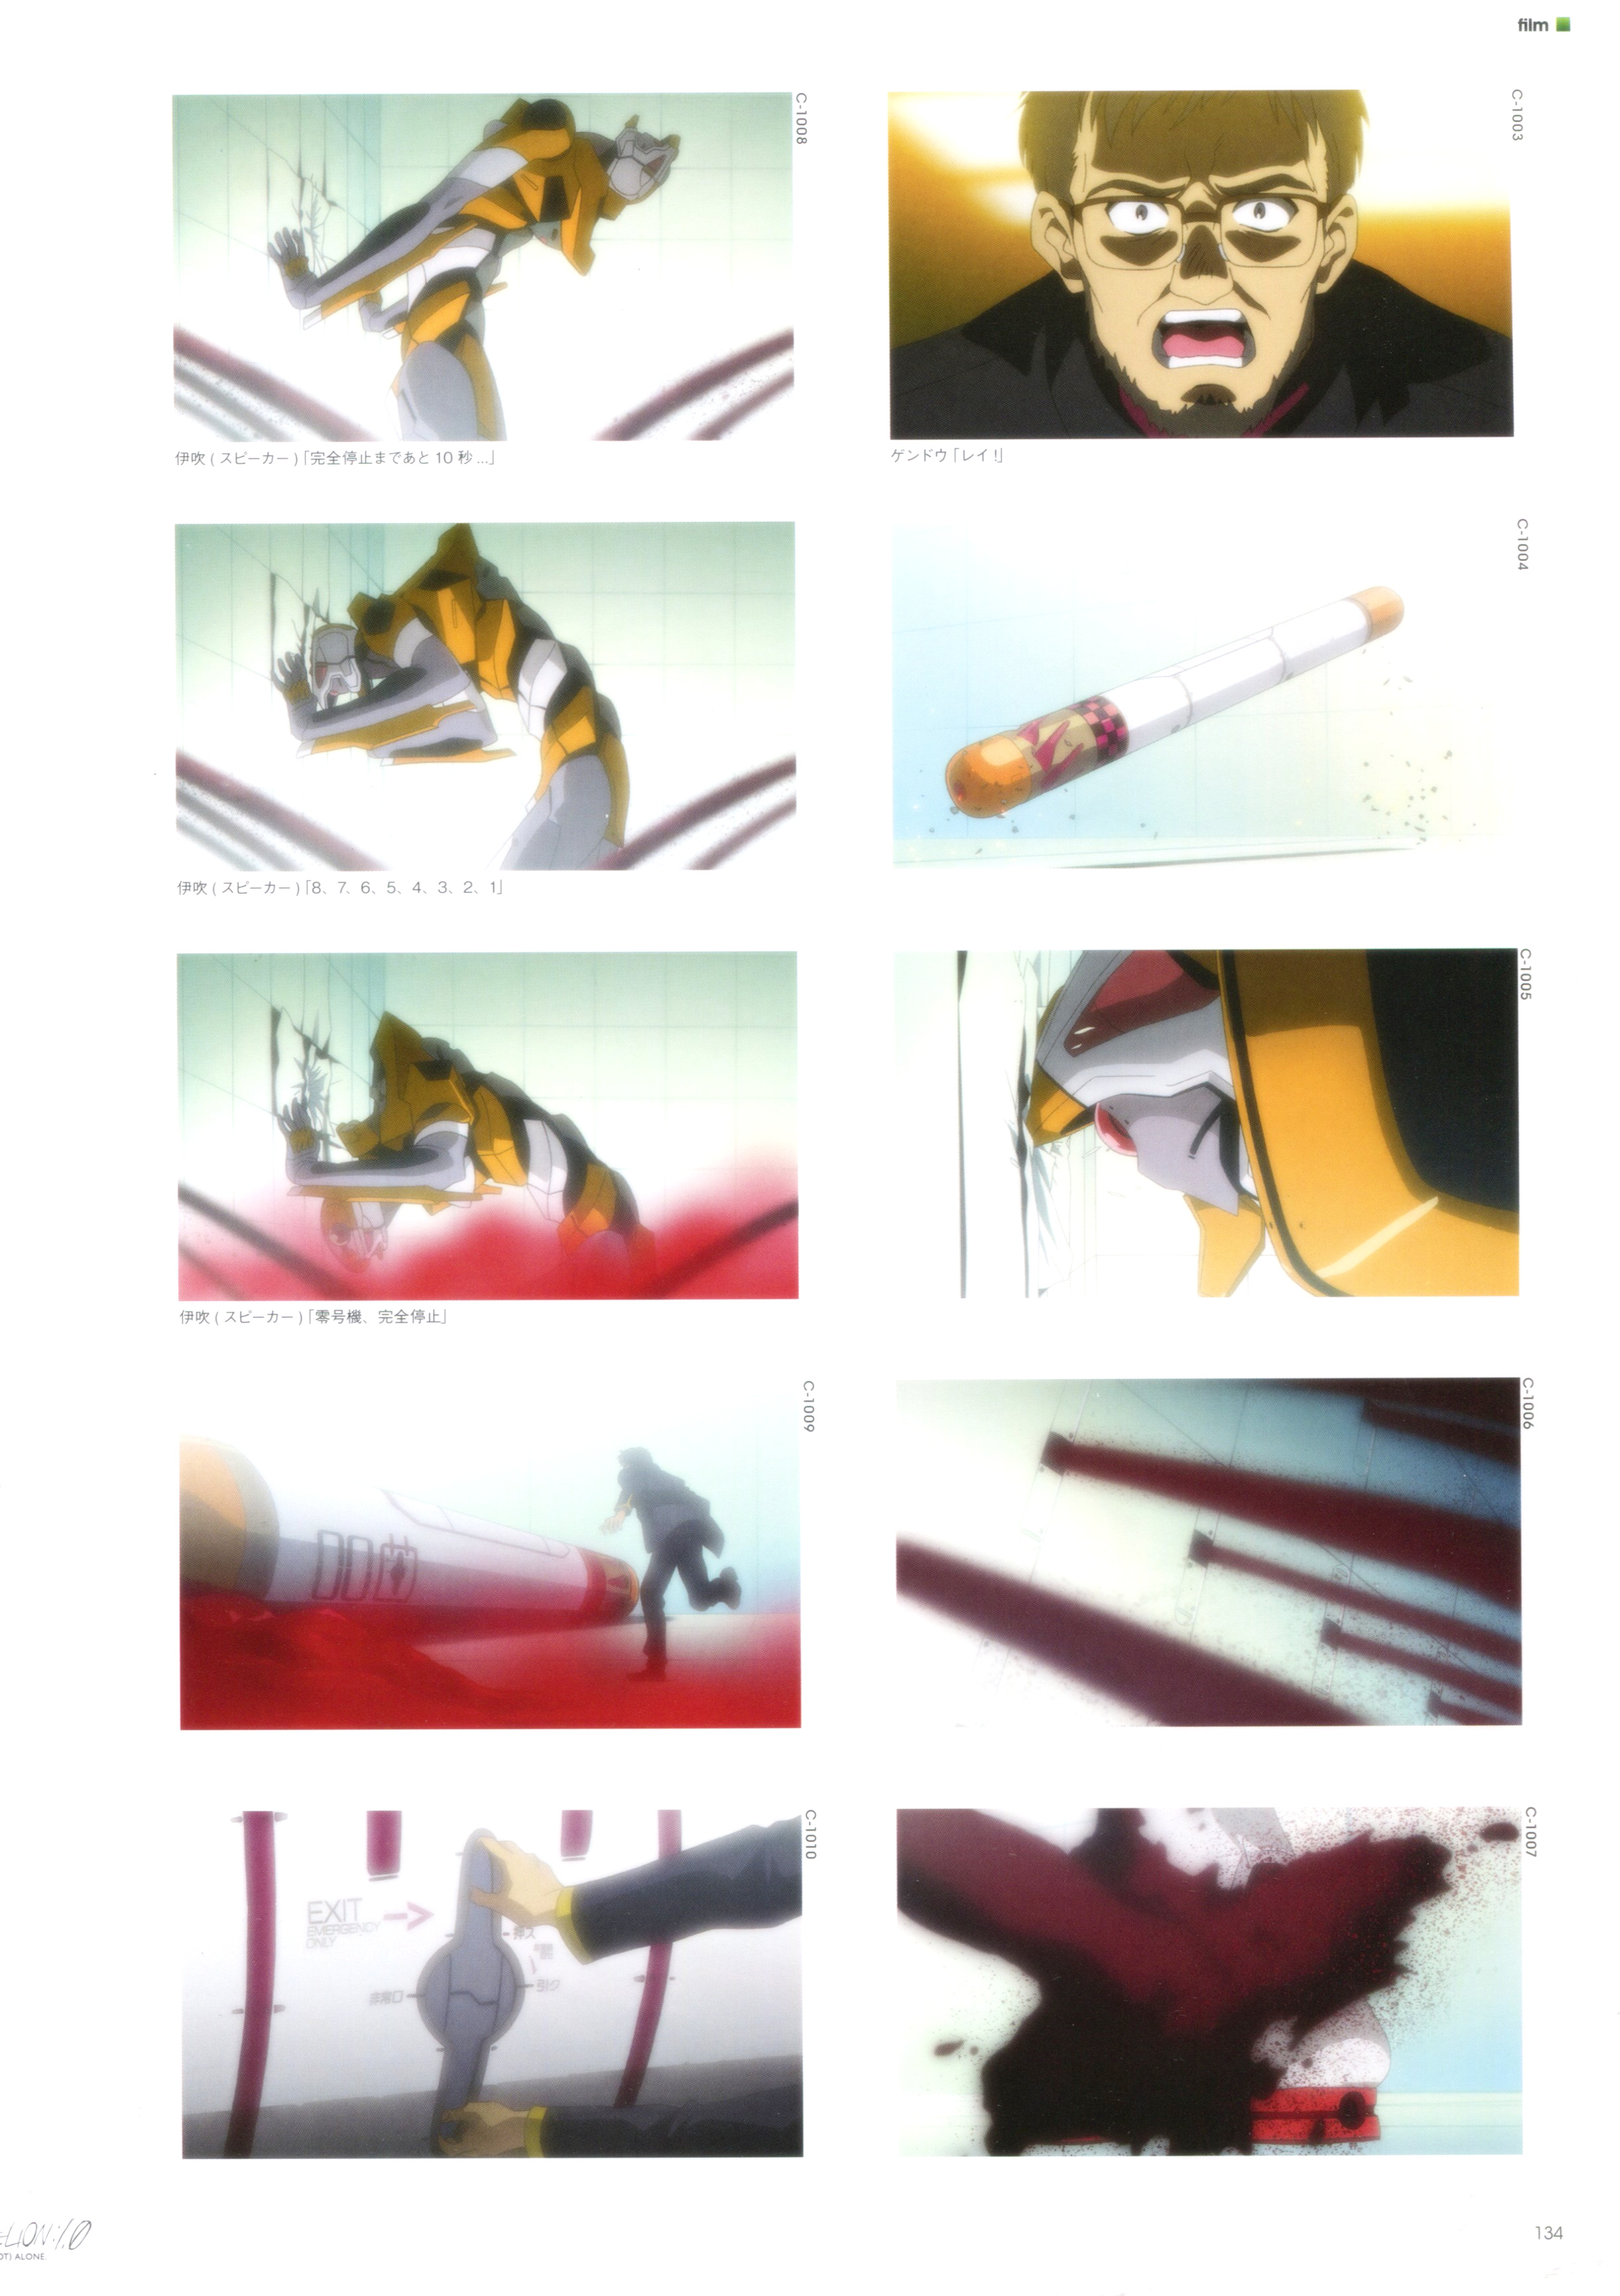 film
C-1003
ゲンドウ「レイ!」
C-1004
C-1005
C-1006
C-1007
C-1008
伊吹 ( スピーカー )「完全停止まであと 10 秒 ...」
伊吹 ( スピーカー )「8、7、6、5、4、3、2、1」
伊吹 ( スピーカー )「零号機、完全停止」
C-1009
00
C-1010
EXIT
EMERGENCY
ONLY
押ス
引ク
非常口
ELION:1.0
OT) ALONE
134